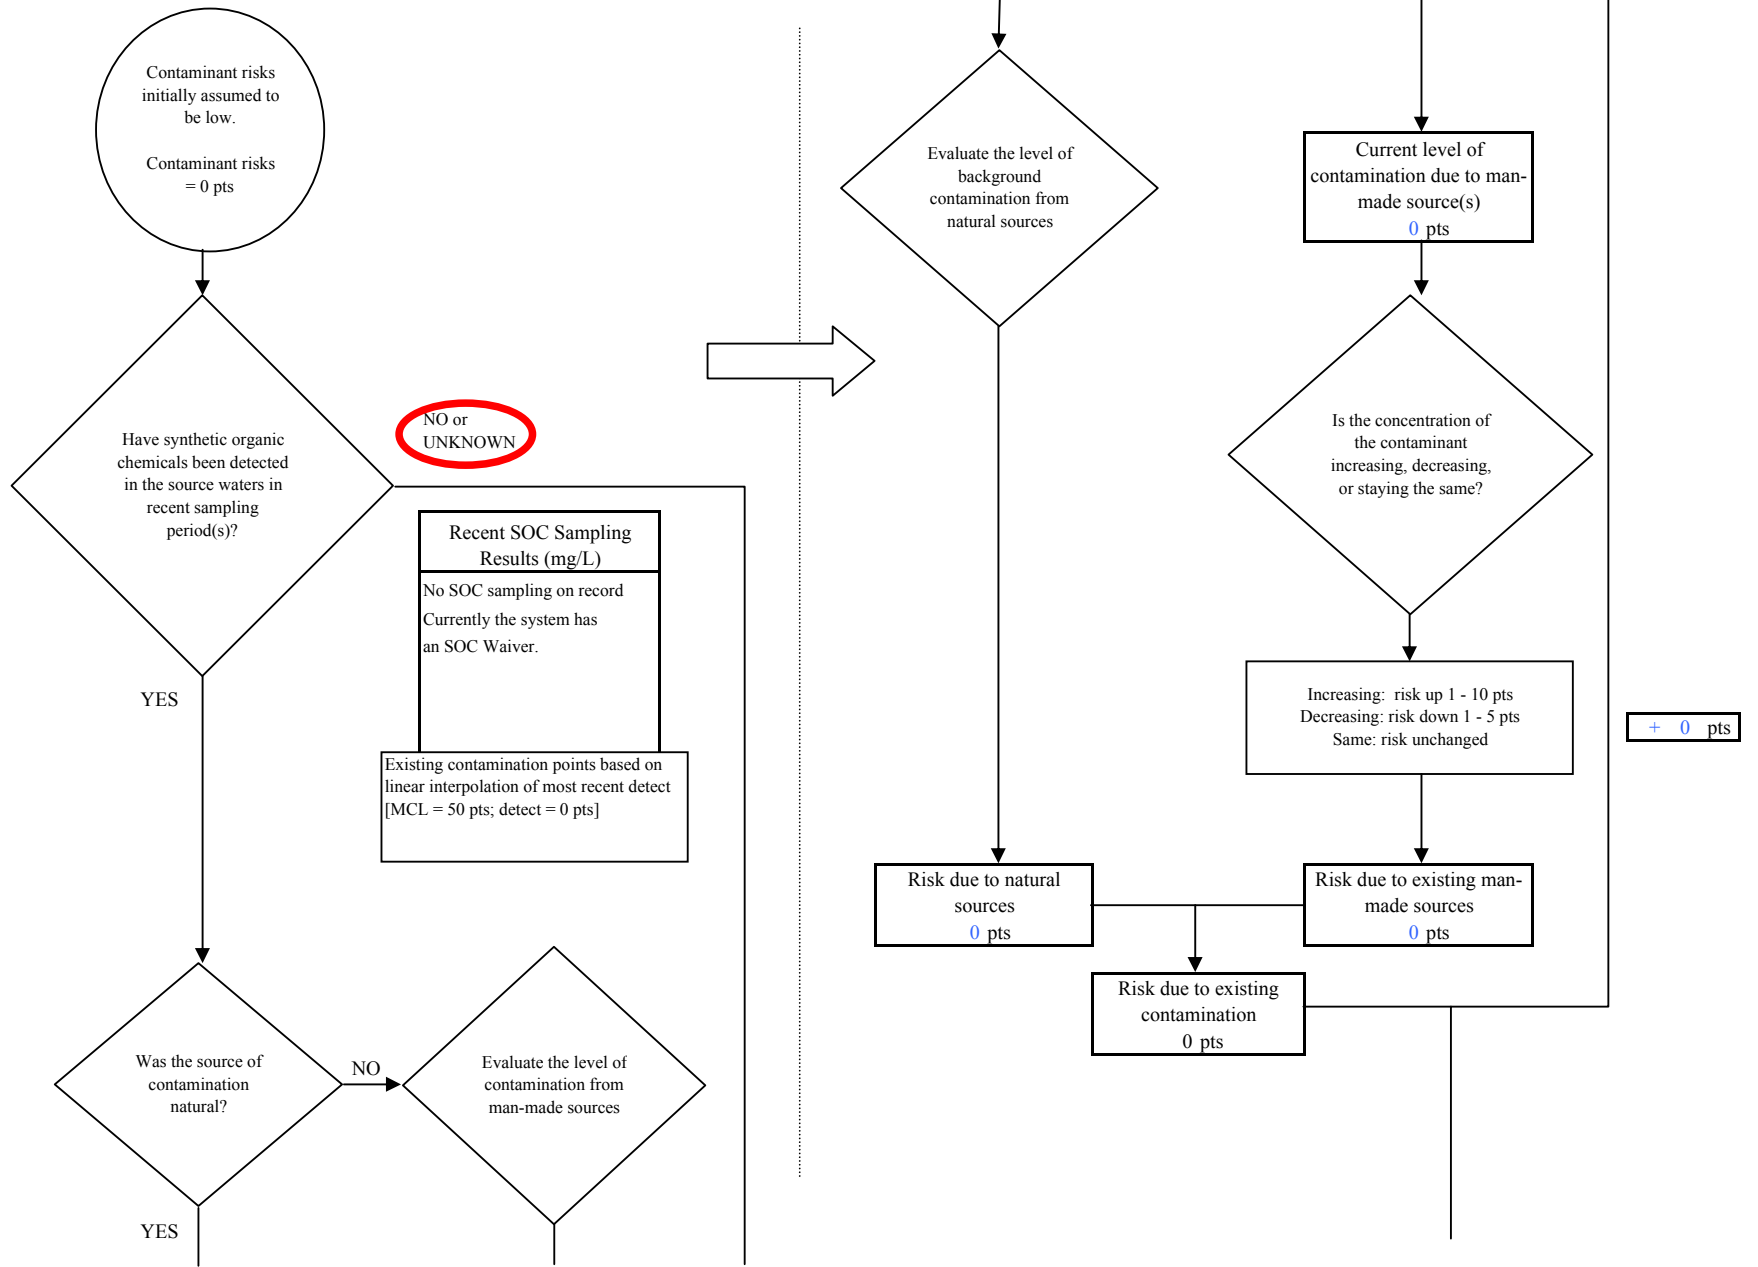 Contaminant risks
initially assumed to
be low.
Contaminant risks
= 0 pts
Have synthetic organic
chemicals been detected
in the source waters in
recent sampling
period(s)?
NO or
UNKNOWN
Recent SOC Sampling
Results (mg/L)
No SOC sampling on record
Currently the system has
an SOC Waiver.
Existing contamination points based on
linear interpolation of most recent detect
[MCL = 50 pts; detect = 0 pts]
YES
Was the source of
contamination
natural?
NO
Evaluate the level of
contamination from
man-made sources
YES
Evaluate the level of
background
contamination from
natural sources
Current level of
contamination due to man-
made source(s)
0 pts
Is the concentration of
the contaminant
increasing, decreasing,
or staying the same?
Increasing: risk up 1 - 10 pts
Decreasing: risk down 1 - 5 pts
Same: risk unchanged
+ 0 pts
Risk due to natural
sources
0 pts
Risk due to existing man-
made sources
0 pts
Risk due to existing
contamination
0 pts